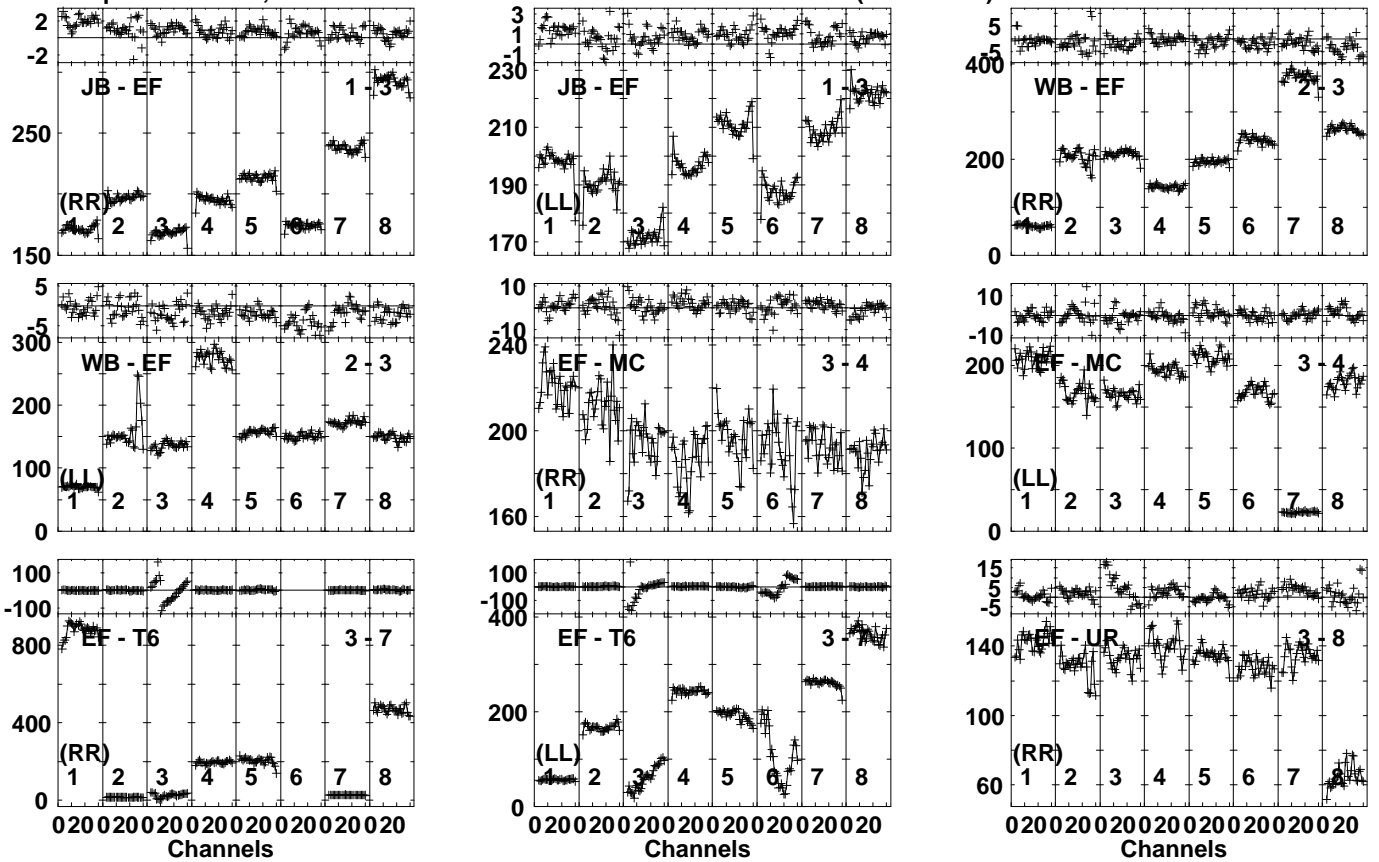 2
-2
JB - EF 1 - 3
250
(RR)
1 2 3 4 5 6 7 8
150
3
1
-1
230
JB - EF 1 - 3
210
190
(LL)
170
1 2 3 4 5 6 7 8
5
-5
400
WB - EF 2 - 3
200
(RR)
1 2 3 4 5 6 7 8
0
5
-5
300
WB - EF 2 - 3
200
100
(LL)
1 2 3 4 5 6 7 8
0
10
-10
240
EF - MC 3 - 4
200
(RR)
1 2 3 4 5 6 7 8
160
10
-10
200
EF - MC 3 - 4
100
(LL)
1 2 3 4 5 6 7 8
0
100
-100
800
EF - T6 3 - 7
400
(RR)
1 2 3 4 5 6 7 8
0
0 20 0 20 0 20 0 20 0 20 0 20 0 20 0 20
Channels
100
-100
400
EF - T6 3 - 7
200
(LL)
1 2 3 4 5 6 7 8
0
0 20 0 20 0 20 0 20 0 20 0 20 0 20 0 20
Channels
15
5
-5
140
EF - UR 3 - 8
100
(RR)
60
1 2 3 4 5 6 7 8
0 20 0 20 0 20 0 20 0 20 0 20 0 20 0 20
Channels